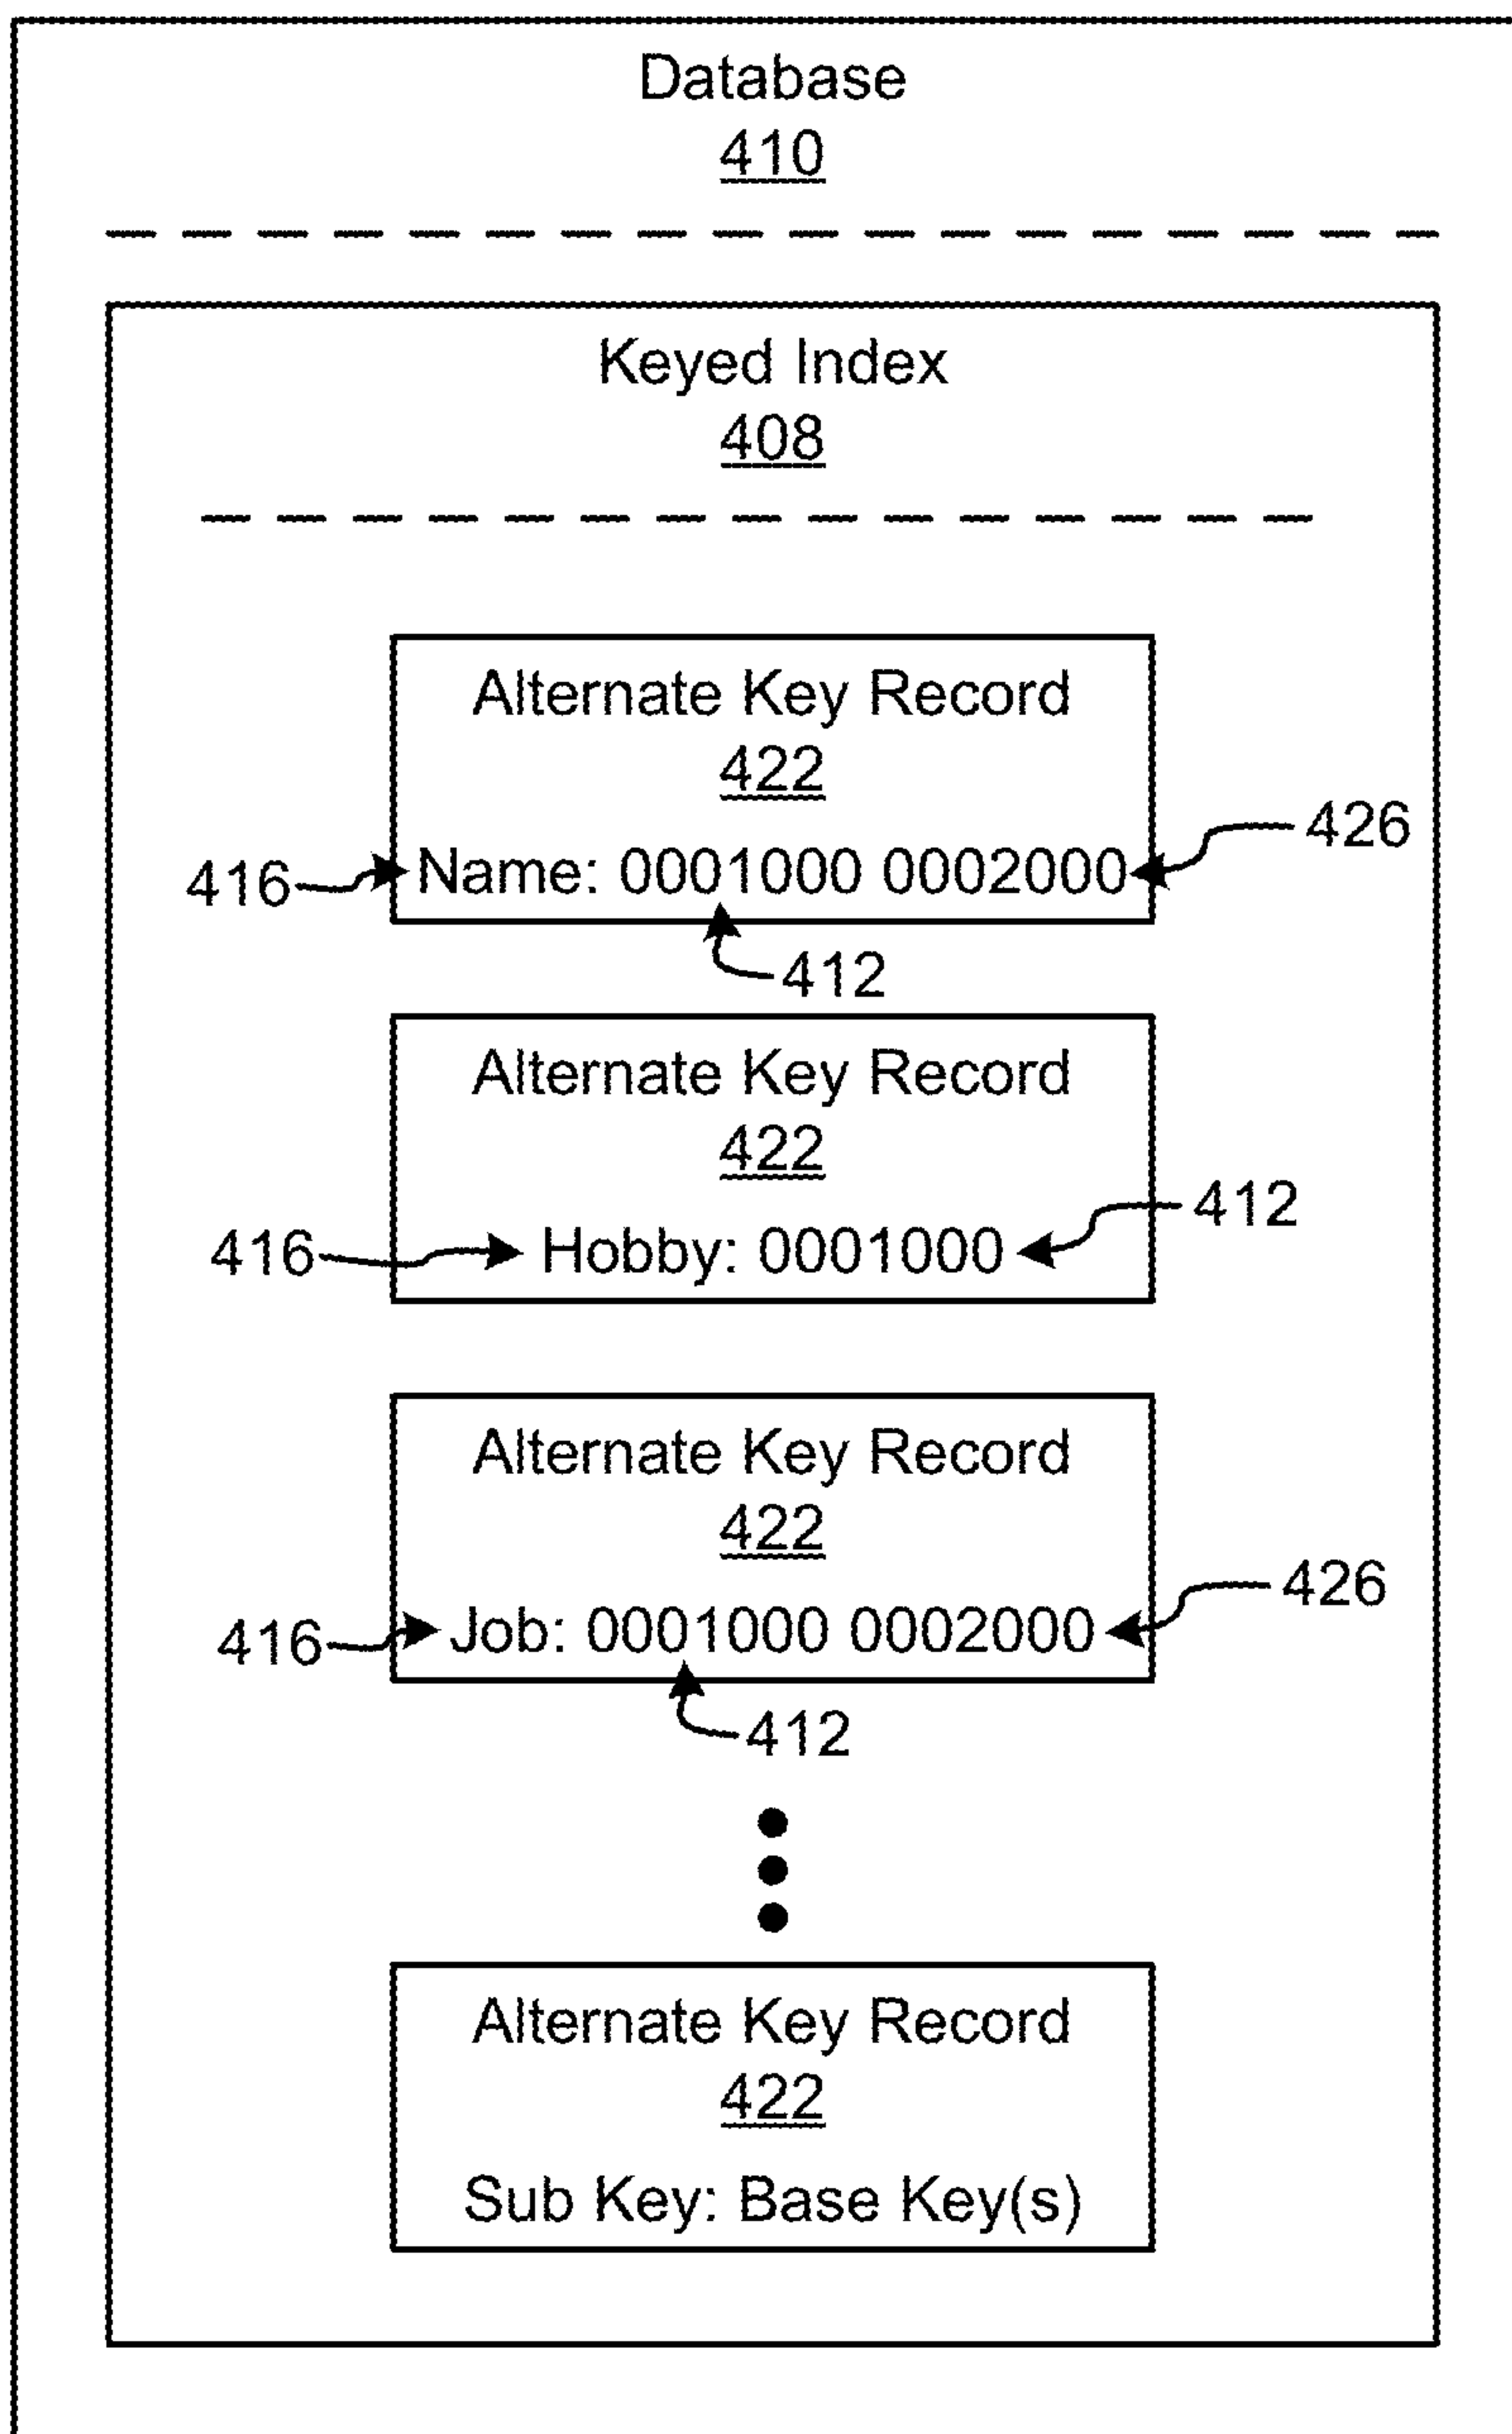 Database
410
Keyed Index
408
Alternate Key Record
422
426
416 Name: 0001000 0002000
412
Alternate Key Record
422
412
416 Hobby: 0001000
Alternate Key Record
422
426
416 Job: 0001000 0002000
412
Alternate Key Record
422
Sub Key: Base Key(s)